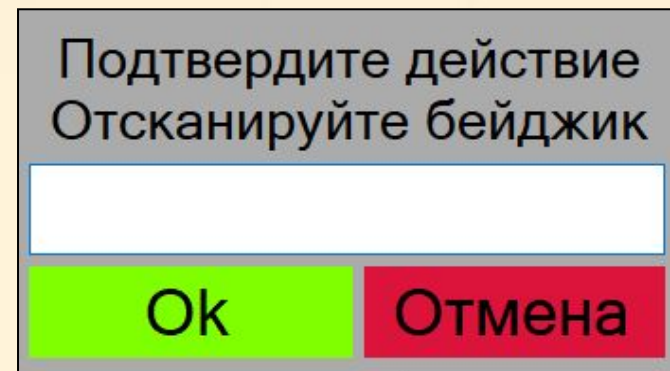 Подтвердите действие
Отсканируйте бейджик
Ok
Отмена